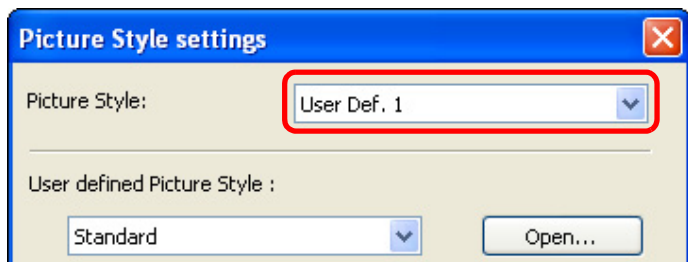 Picture Style settings
Picture Style: User Def. 1
User defined Picture Style :
Standard Open...